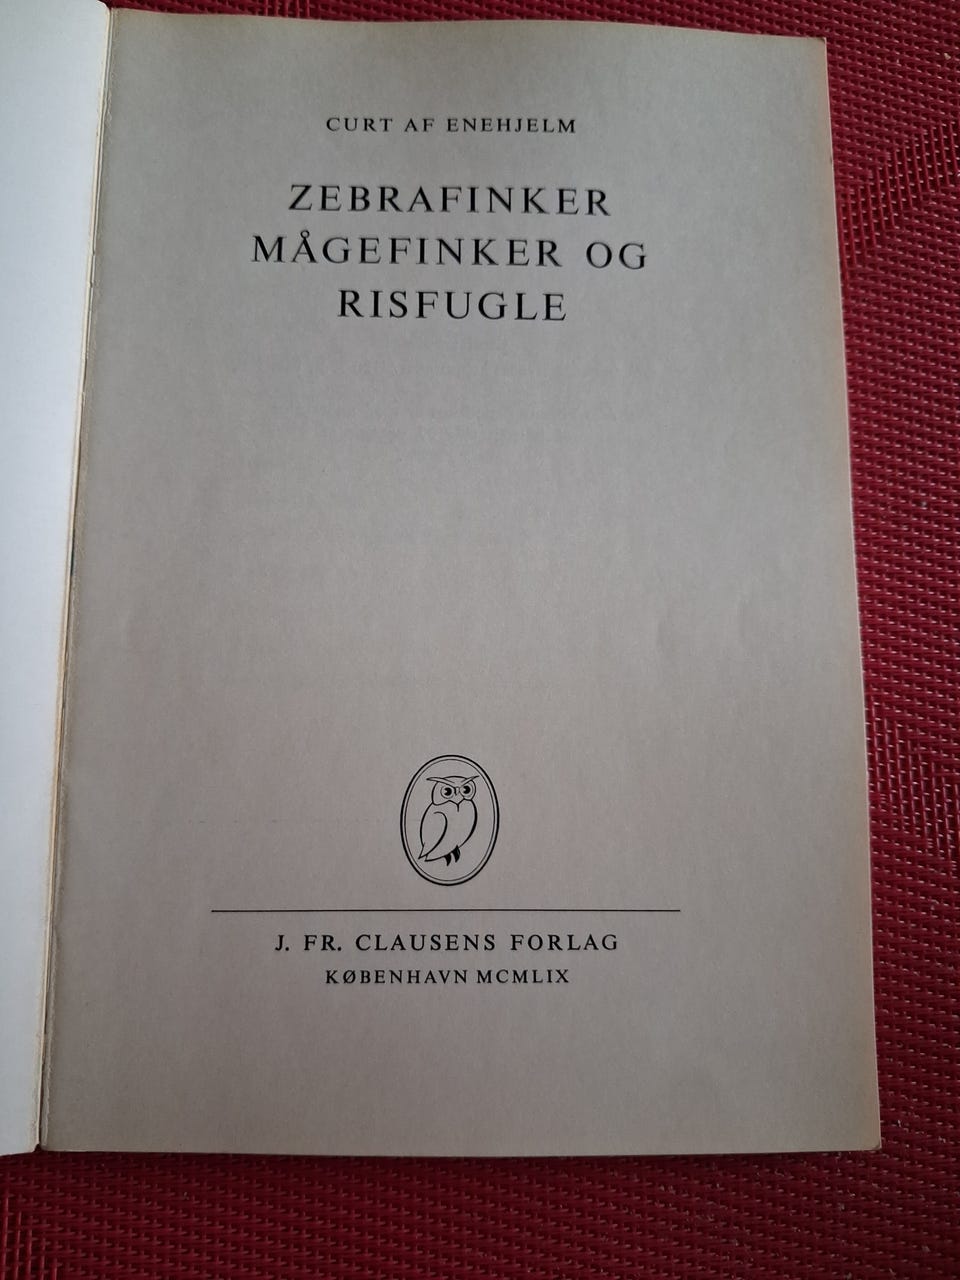 CURT AF ENEHJELM
ZEBRAFINKER
MÅGEFINKER OG
RISFUGLE
J. FR. CLAUSENS FORLAG
KØBENHAVN MCMLIX